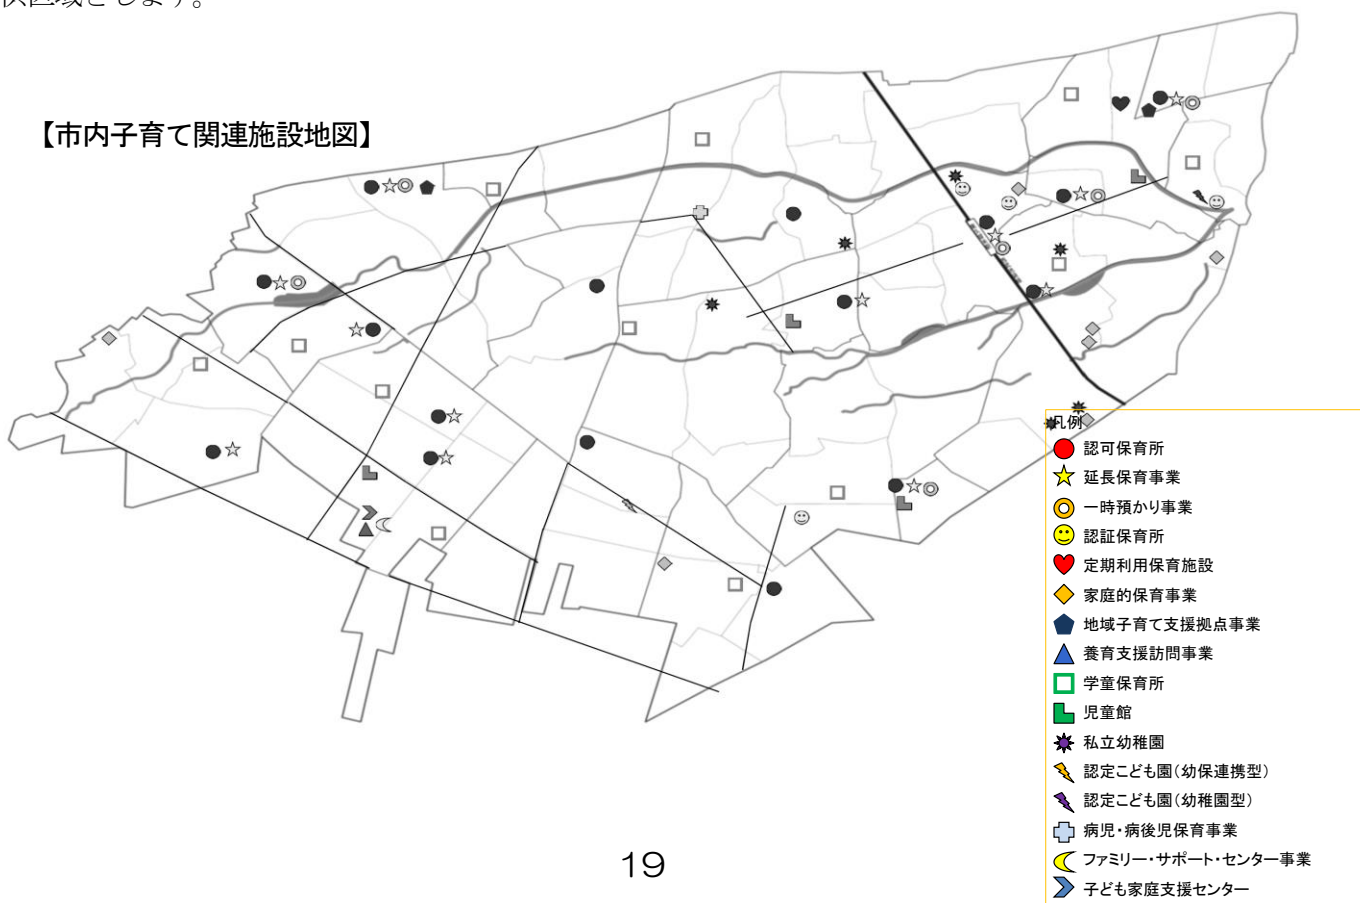 供区域とします。
【市内子育て関連施設地図】
凡例
認可保育所
延長保育事業
一時預かり事業
認証保育所
定期利用保育施設
家庭的保育事業
地域子育て支援拠点事業
養育支援訪問事業
学童保育所
児童館
私立幼稚園
認定こども園(幼保連携型)
認定こども園(幼稚園型)
病児・病後児保育事業
ファミリー・サポート・センター事業
子ども家庭支援センター
19